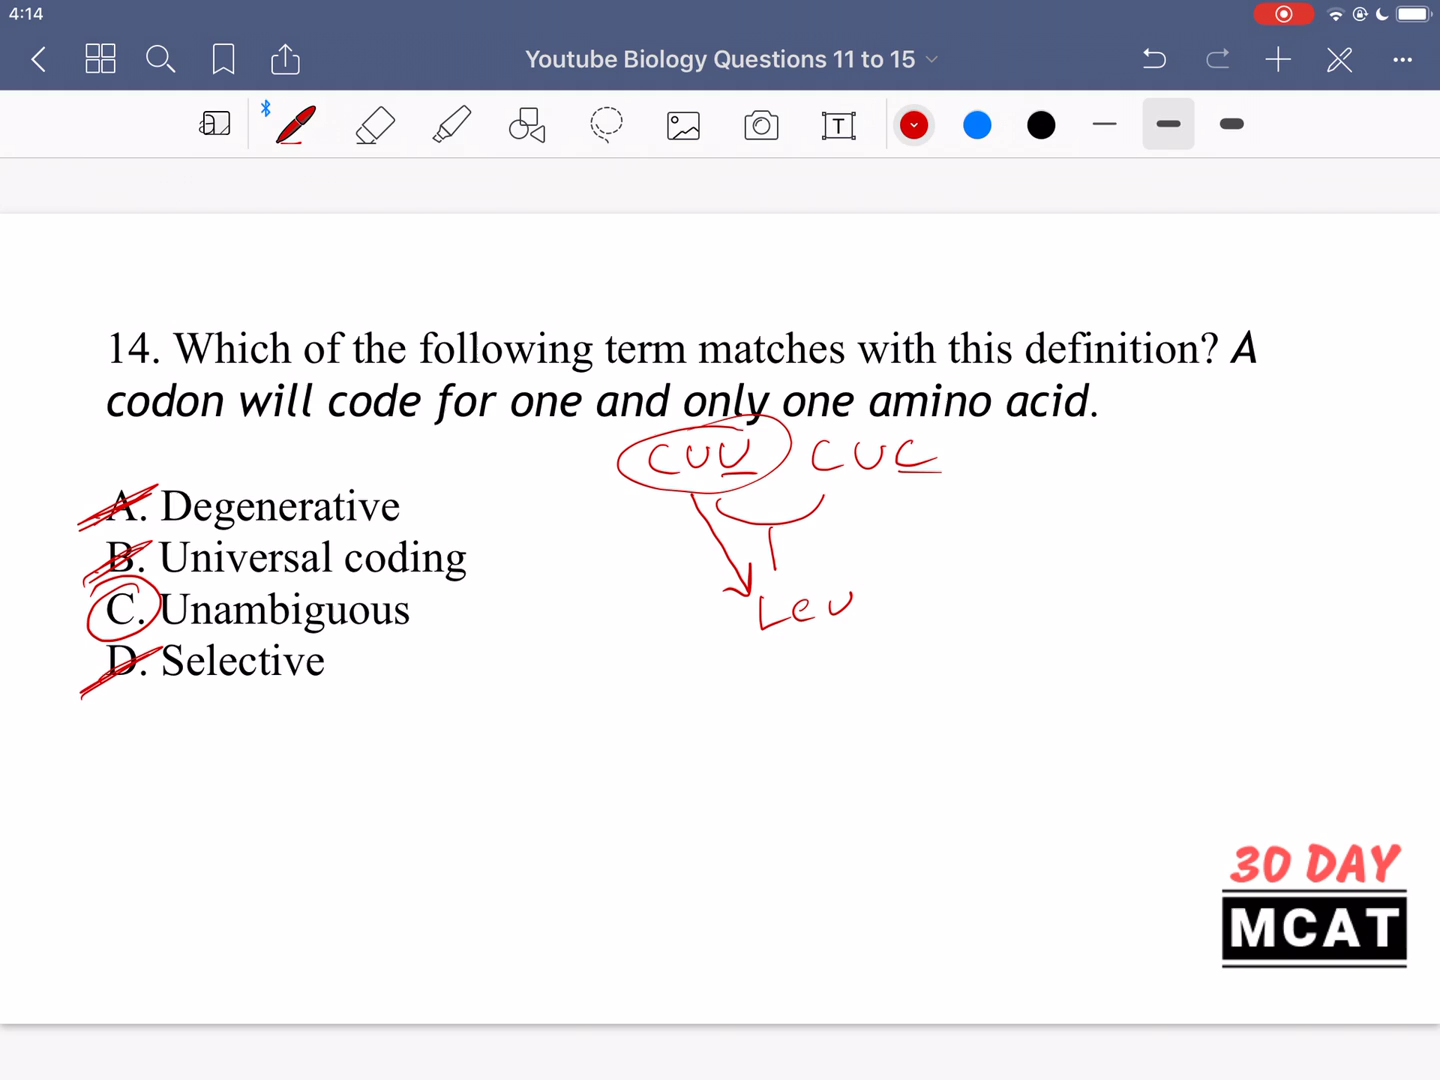 4:14
Youtube Biology Questions 11 to 15
T
14. Which of the following term matches with this definition? A
codon will code for one and only one amino acid.
CUU CUC
A. Degenerative
B. Universal coding
C. Unambiguous
Leu
D. Selective
30 DAY
MCAT